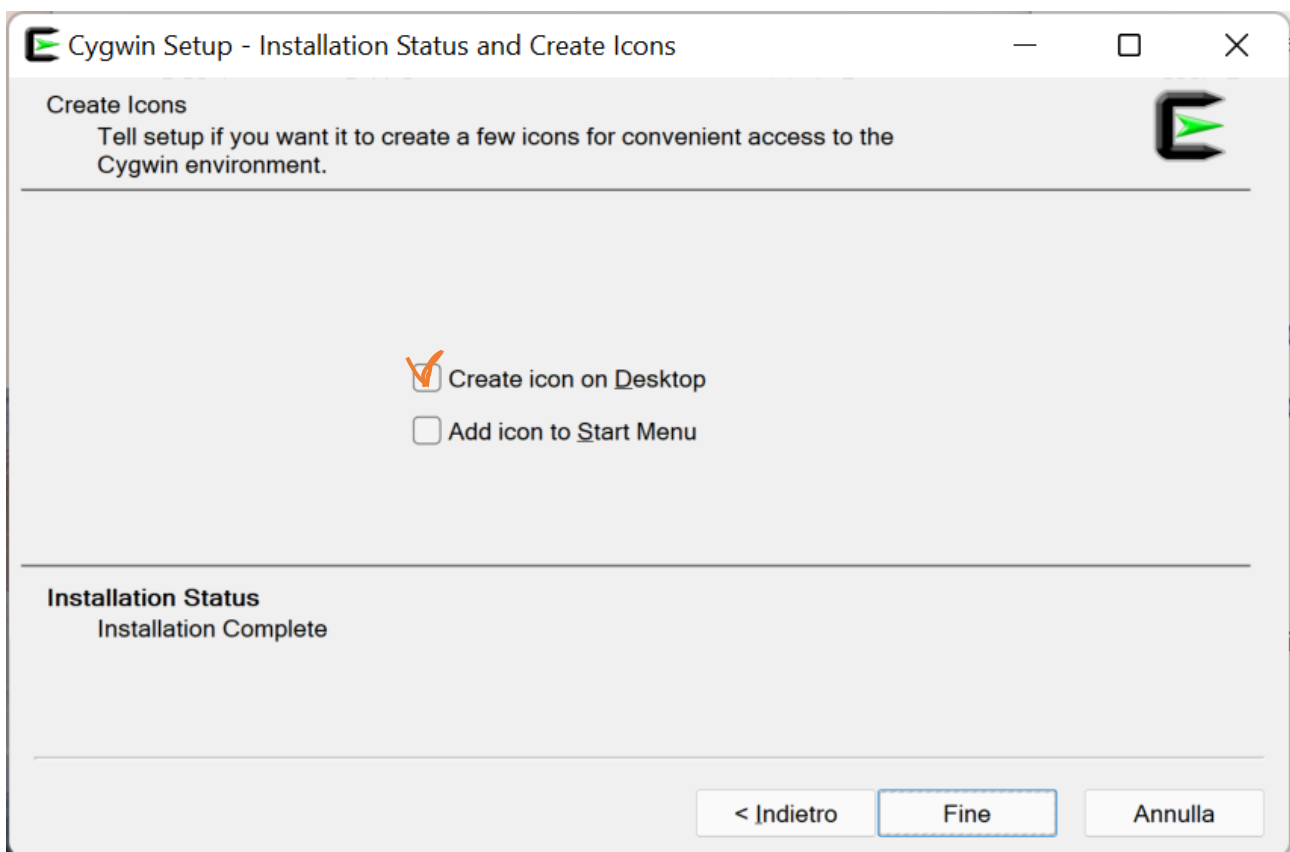 Cygwin Setup - Installation Status and Create Icons
Create Icons
Tell setup if you want it to create a few icons for convenient access to the
Cygwin environment.
Create icon on Desktop
Add icon to Start Menu
Installation Status
Installation Complete
< Indietro
Fine
Annulla